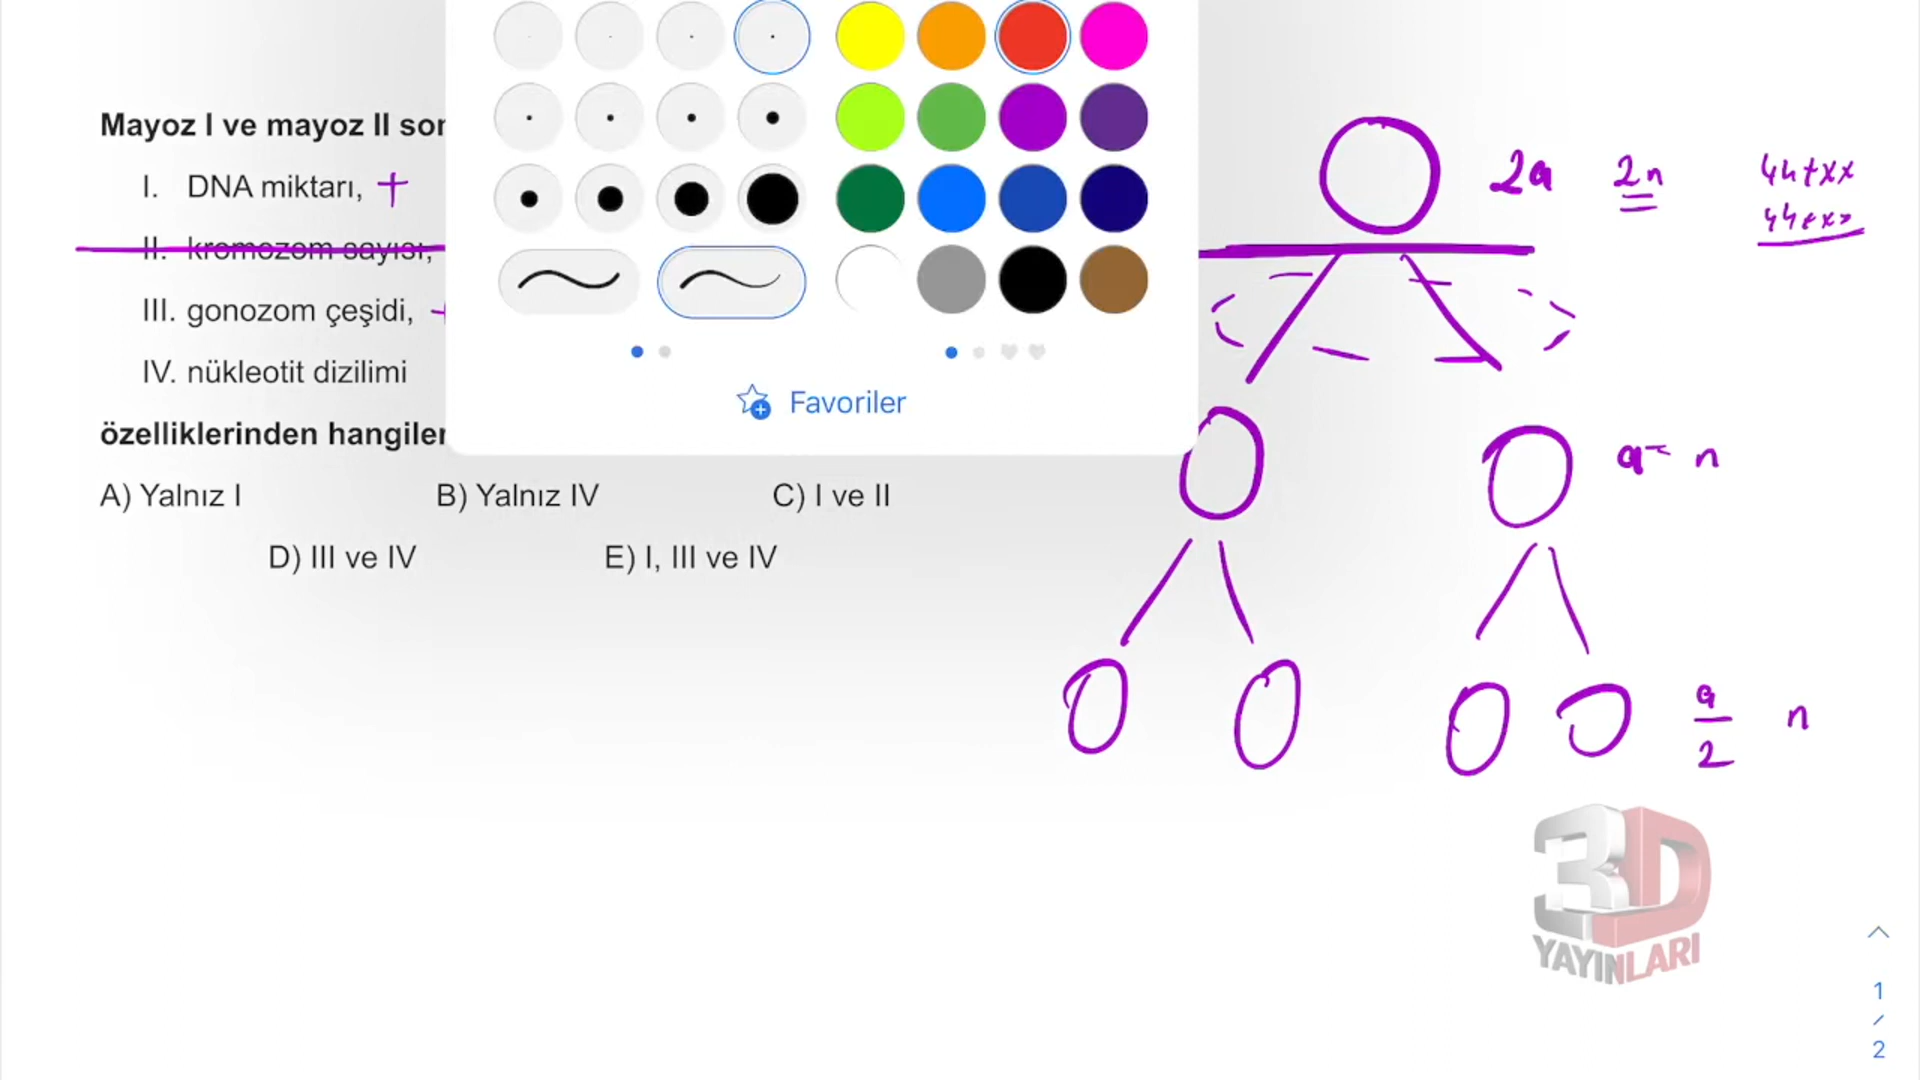 Mayoz I ve mayoz II son
I. DNA miktarı, +
II. kromozom sayısı,
III. gonozom çeşidi, +
IV. nükleotit dizilimi
özelliklerinden hangiler
A) Yalnız I B) Yalnız IV C) I ve II
D) III ve IV E) I, III ve IV
Favoriler
2a 2n 44+xx
44+xx
a n
a/2 n
3D
YAYINLARI
1
/
2